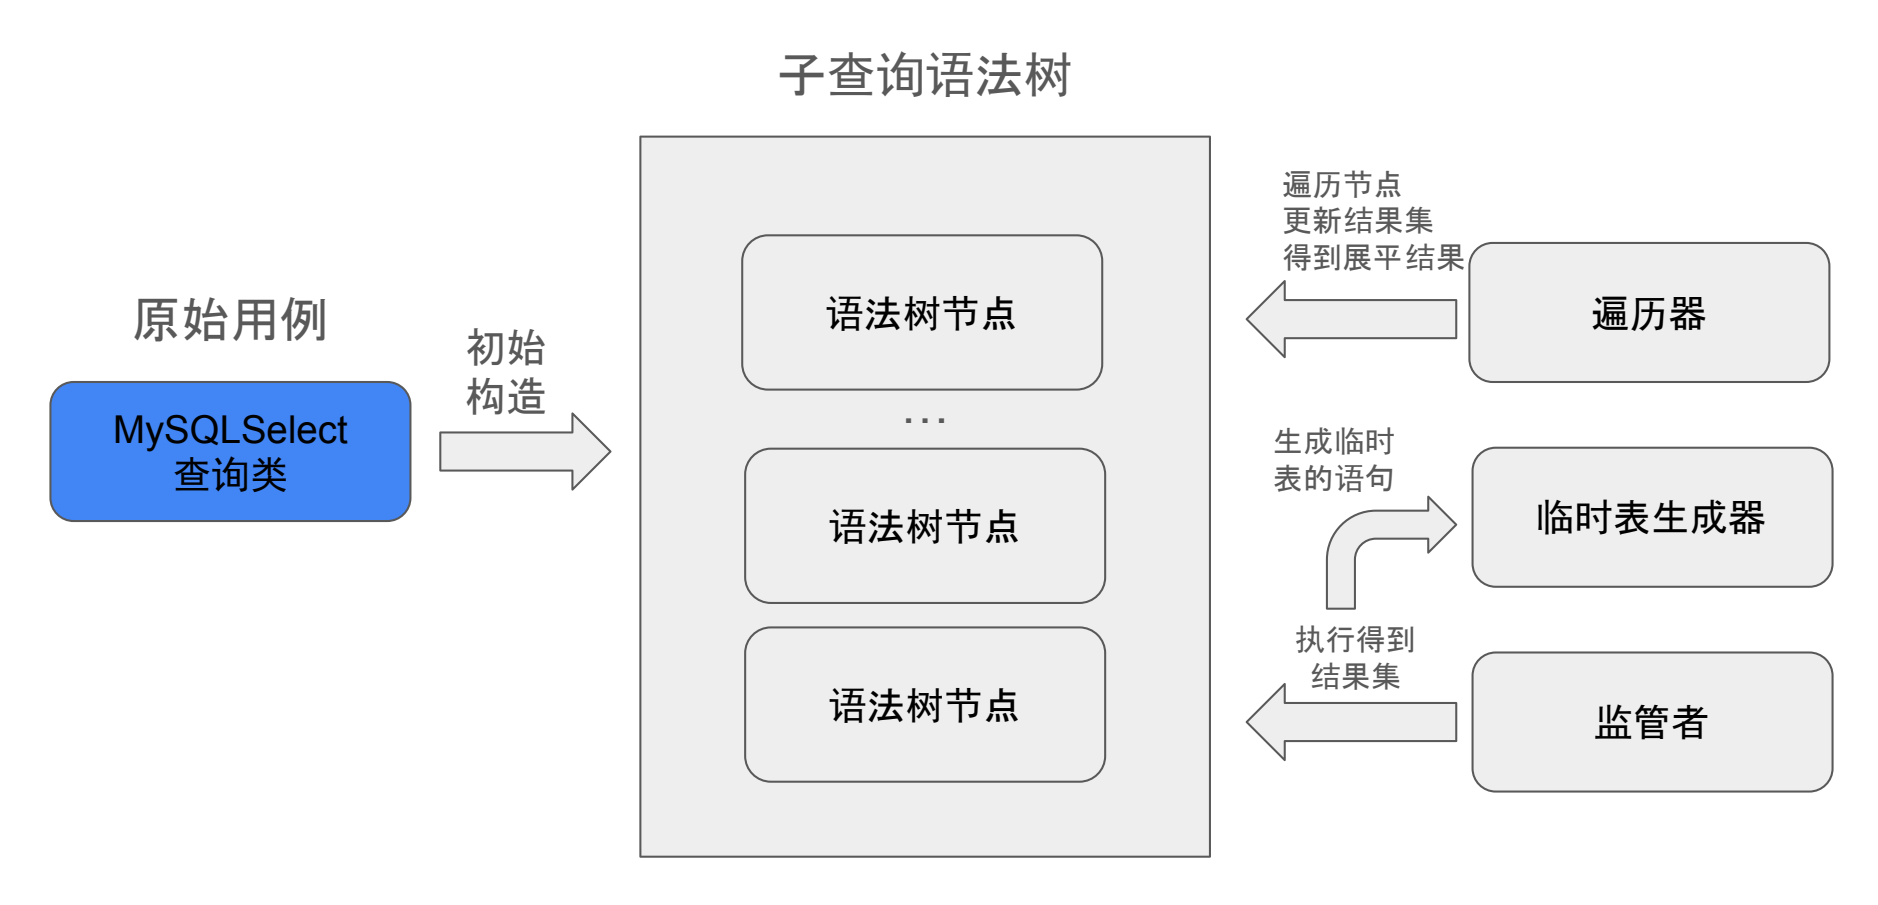 子查询语法树
原始用例
MySQLSelect
查询类
初始
构造
语法树节点
...
语法树节点
语法树节点
遍历节点
更新结果集
得到展平结果
遍历器
生成临时
表的语句
临时表生成器
执行得到
结果集
监管者